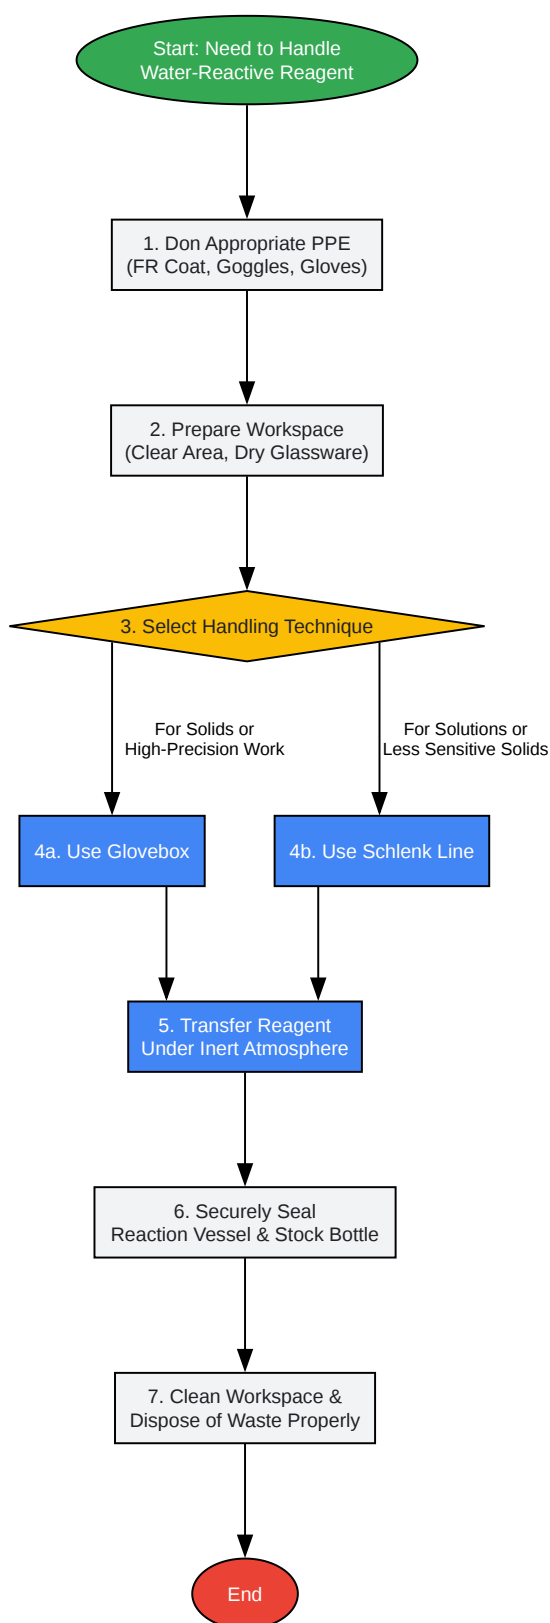 Start: Need to Handle
Water-Reactive Reagent
1. Don Appropriate PPE
(FR Coat, Goggles, Gloves)
2. Prepare Workspace
(Clear Area, Dry Glassware)
3. Select Handling Technique
For Solids or
High-Precision Work
For Solutions or
Less Sensitive Solids
4a. Use Glovebox
4b. Use Schlenk Line
5. Transfer Reagent
Under Inert Atmosphere
6. Securely Seal
Reaction Vessel & Stock Bottle
7. Clean Workspace &
Dispose of Waste Properly
End